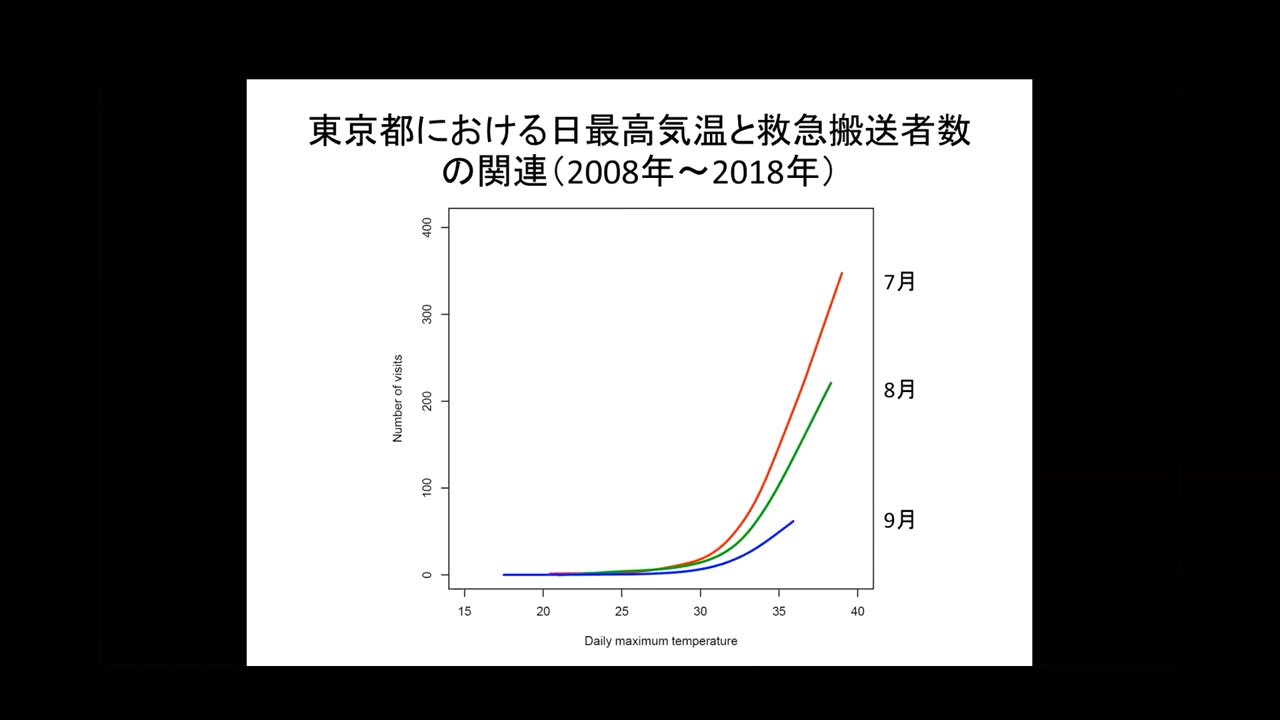 東京都における日最高気温と救急搬送者数
の関連（2008年～2018年）
400
300
200
100
0
Number of visits
7月
8月
9月
15 20 25 30 35 40
Daily maximum temperature